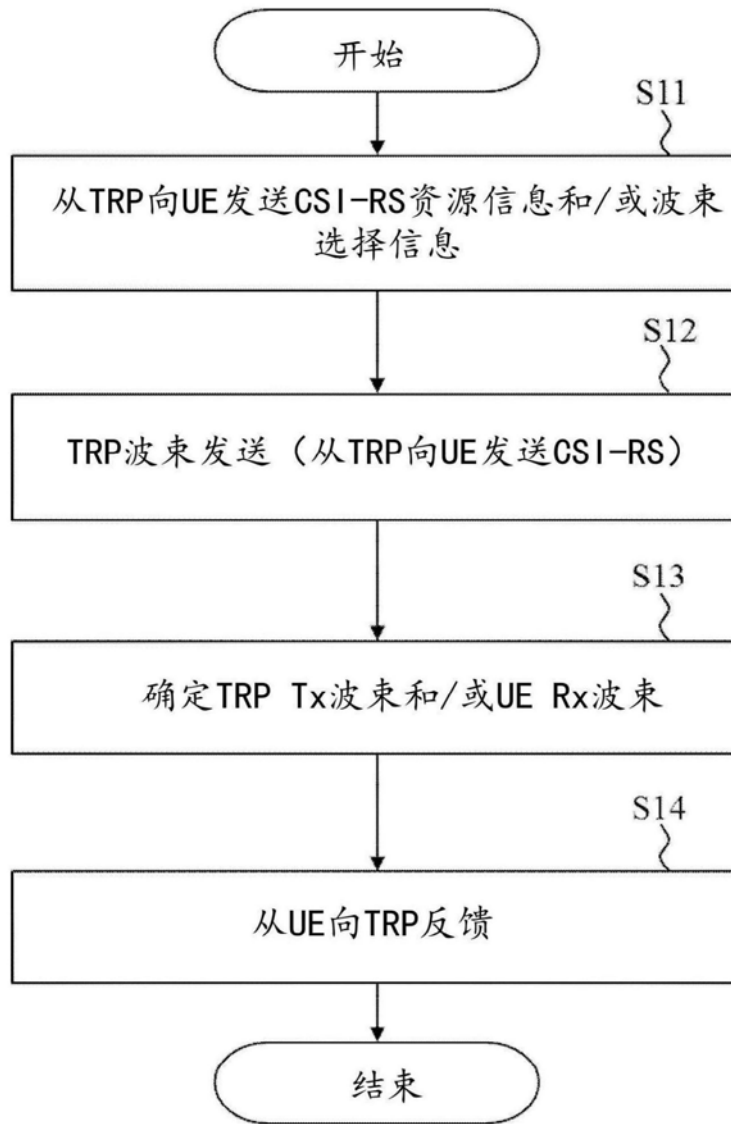 开始
S11
从TRP向UE发送CSI-RS资源信息和/或波束
选择信息
S12
TRP波束发送（从TRP向UE发送CSI-RS）
S13
确定TRP Tx波束和/或UE Rx波束
S14
从UE向TRP反馈
结束